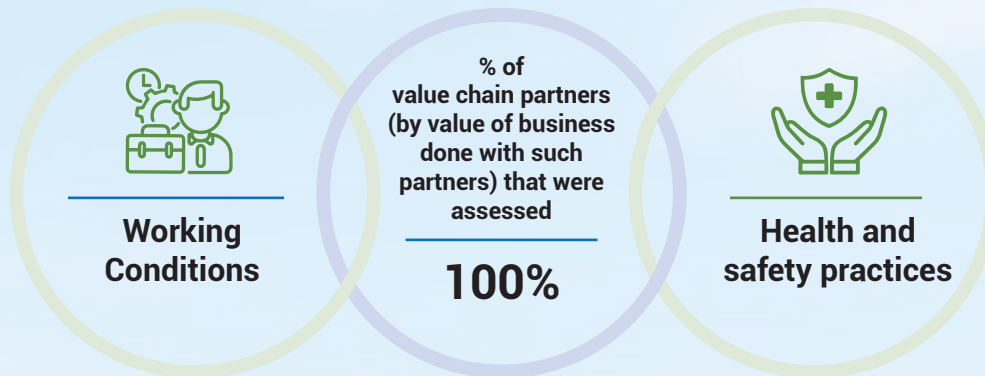 Working
Conditions
% of
value chain partners
(by value of business
done with such
partners) that were
assessed
100%
Health and
safety practices